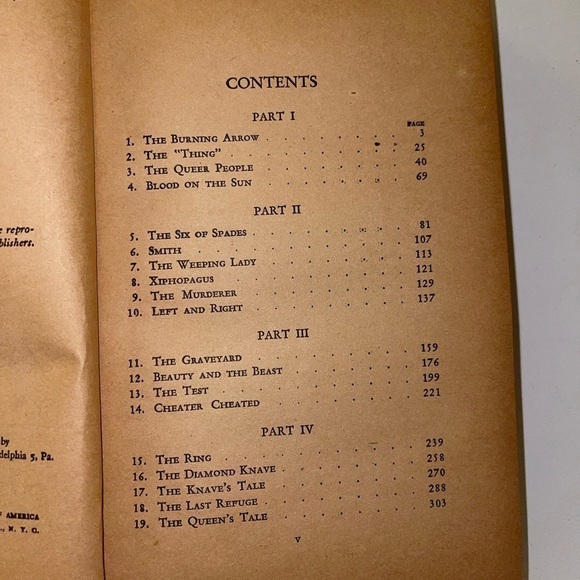 e repro-
blishers.
by
delphia 5, Pa.
F AMERICA
., N. Y. C.
CONTENTS
PART I
PAGE
1. THE BURNING ARROW 3
2. THE "THING" 25
3. THE QUEER PEOPLE 40
4. BLOOD ON THE SUN 69
PART II
5. THE SIX OF SPADES 81
6. SMITH 107
7. THE WEEPING LADY 113
8. XIPHOPAGUS 121
9. THE MURDERER 129
10. LEFT AND RIGHT 137
PART III
11. THE GRAVEYARD 159
12. BEAUTY AND THE BEAST 176
13. THE TEST 199
14. CHEATER CHEATED 221
PART IV
15. THE RING 239
16. THE DIAMOND KNAVE 258
17. THE KNAVE'S TALE 270
18. THE LAST REFUGE 288
19. THE QUEEN'S TALE 303
v